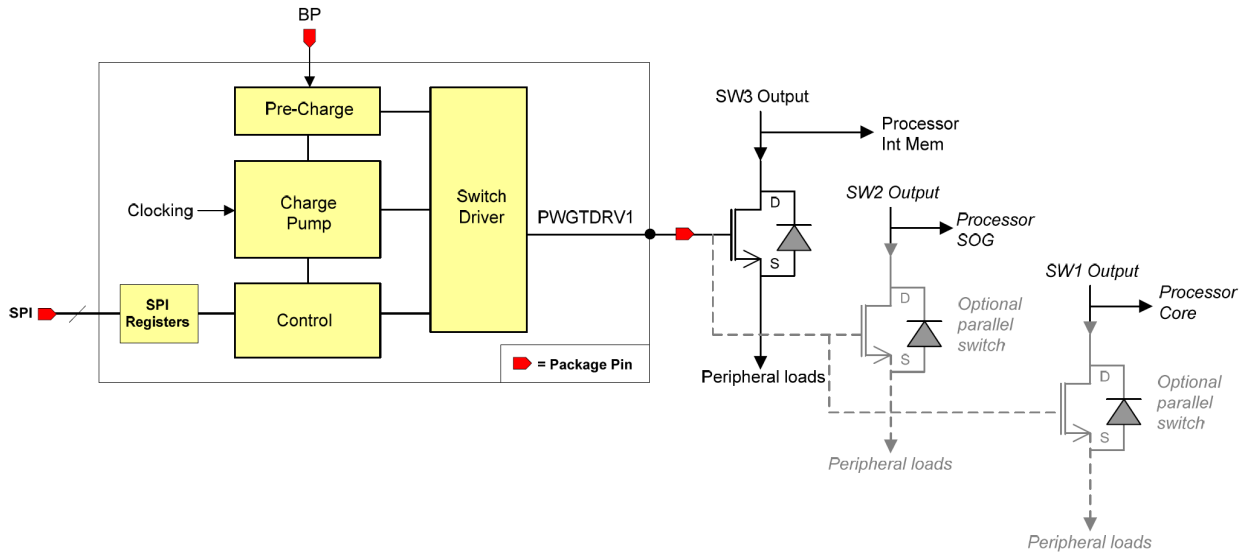 BP
Pre-Charge
Clocking
Charge
Pump
Switch
Driver
PWGTDRV1
SPI
SPI
Registers
Control
= Package Pin
SW3 Output
Processor
Int Mem
D
S
Peripheral loads
SW2 Output
Processor
SOG
D
S
Optional
parallel
switch
Peripheral loads
SW1 Output
Processor
Core
D
S
Optional
parallel
switch
Peripheral loads